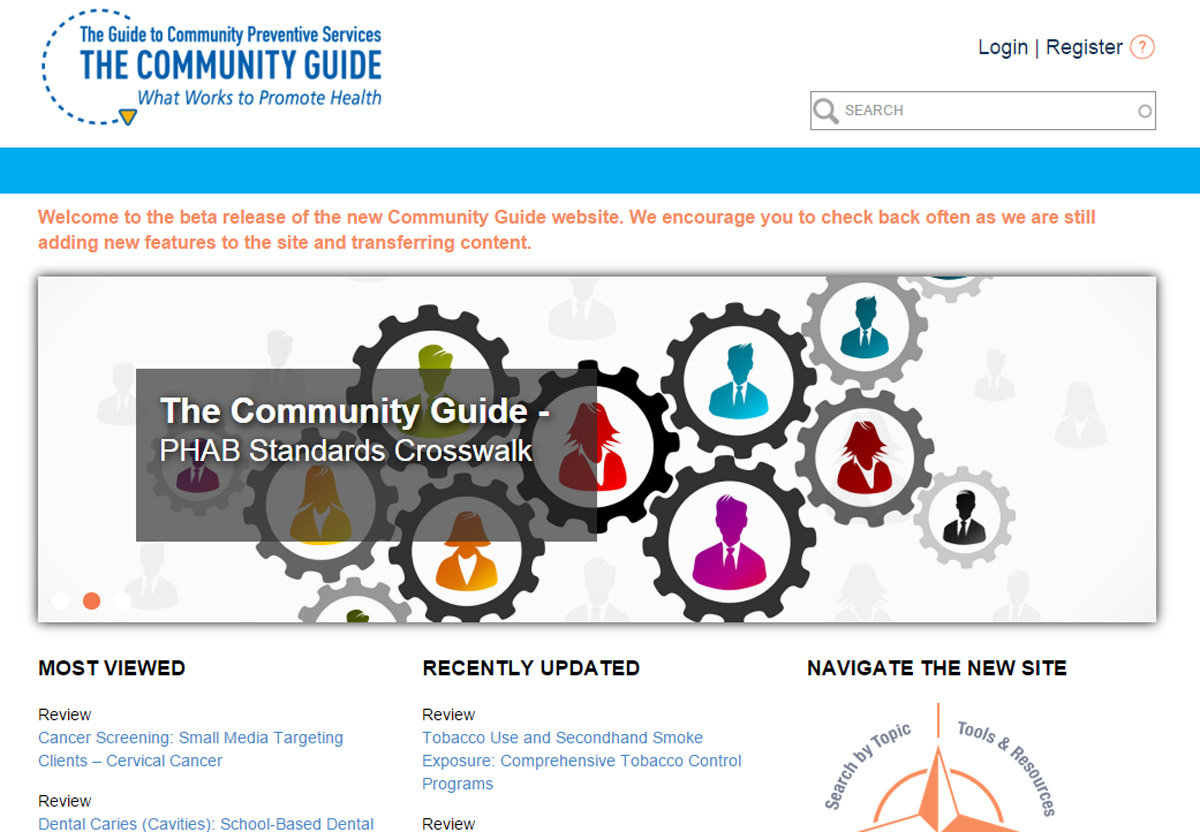 The Guide to Community Preventive Services
THE COMMUNITY GUIDE
What Works to Promote Health
Login | Register ?
SEARCH
Welcome to the beta release of the new Community Guide website. We encourage you to check back often as we are still
adding new features to the site and transferring content.
The Community Guide -
PHAB Standards Crosswalk
MOST VIEWED
Review
Cancer Screening: Small Media Targeting
Clients – Cervical Cancer
Review
Dental Caries (Cavities): School-Based Dental
RECENTLY UPDATED
Review
Tobacco Use and Secondhand Smoke
Exposure: Comprehensive Tobacco Control
Programs
Review
NAVIGATE THE NEW SITE
Search by Topic
Tools & Resources